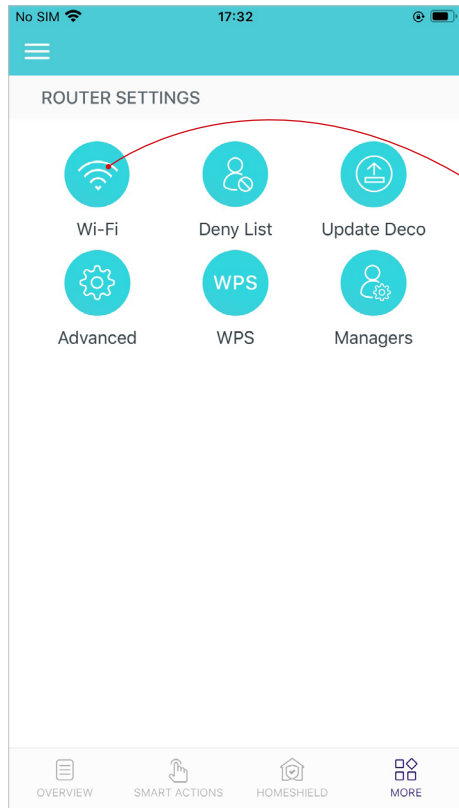 No SIM 17:32
ROUTER SETTINGS
Wi-Fi Deny List Update Deco
WPS
Advanced WPS Managers
OVERVIEW SMART ACTIONS HOMESHIELD MORE